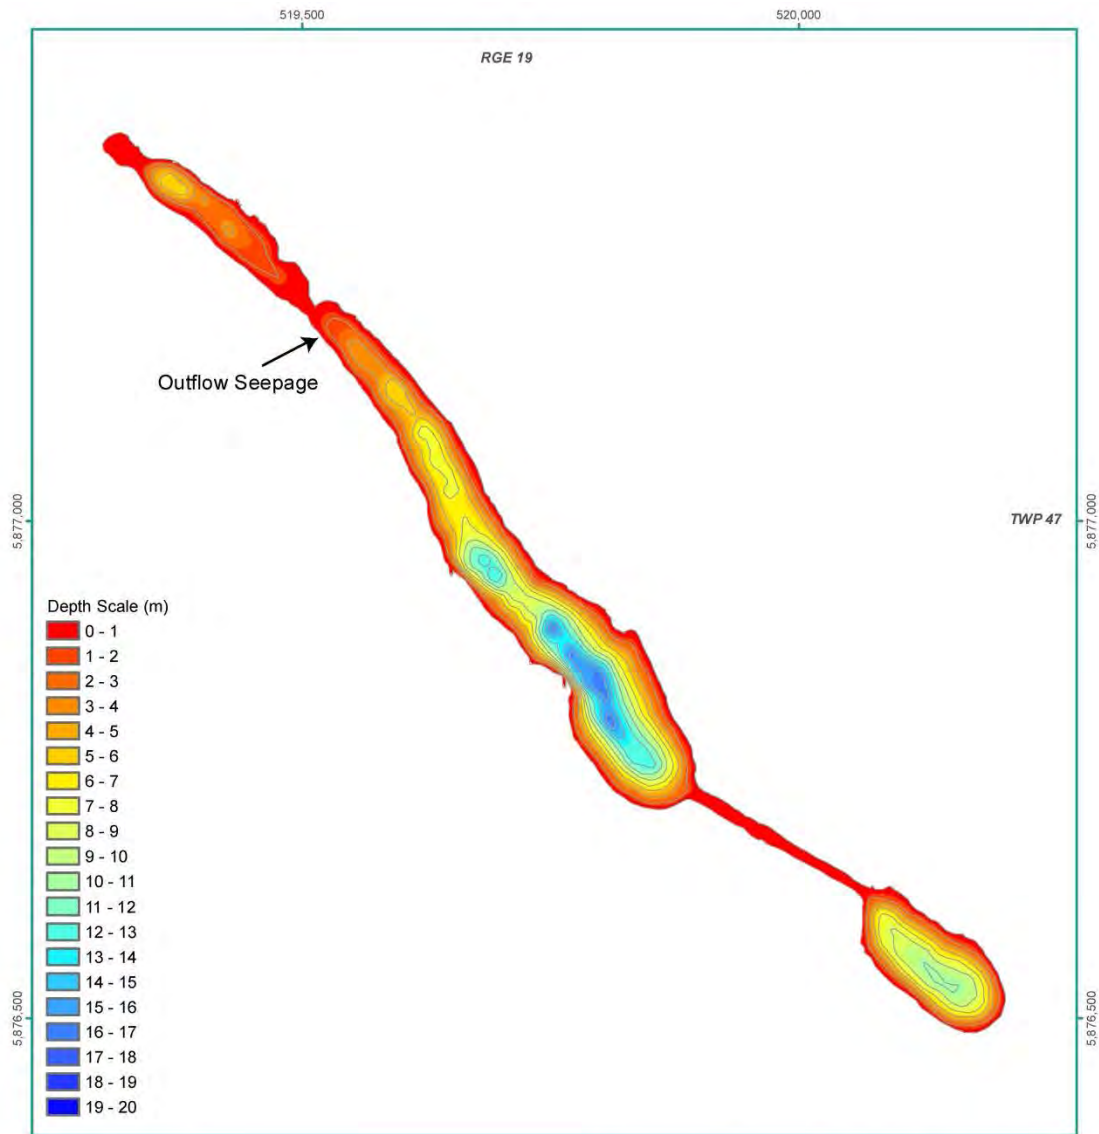 519,500
520,000
RGE 19
Outflow Seepage
5,877,000
TWP 47
5,877,000
Depth Scale (m)
0 - 1
1 - 2
2 - 3
3 - 4
4 - 5
5 - 6
6 - 7
7 - 8
8 - 9
9 - 10
10 - 11
11 - 12
12 - 13
13 - 14
14 - 15
15 - 16
16 - 17
17 - 18
18 - 19
19 - 20
5,876,500
5,876,500